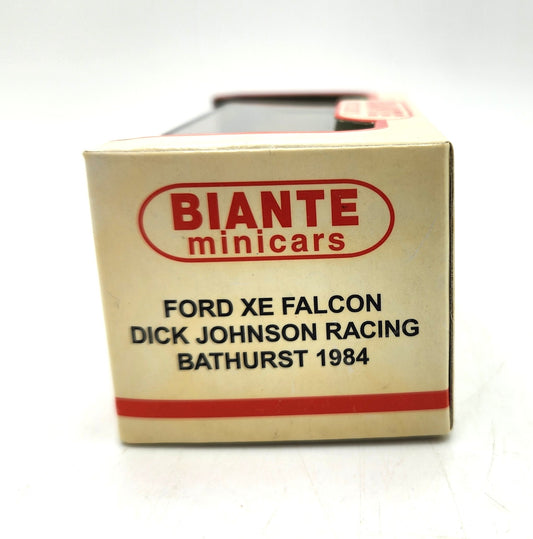 BIANTE
minicars
FORD XE FALCON
DICK JOHNSON RACING
BATHURST 1984